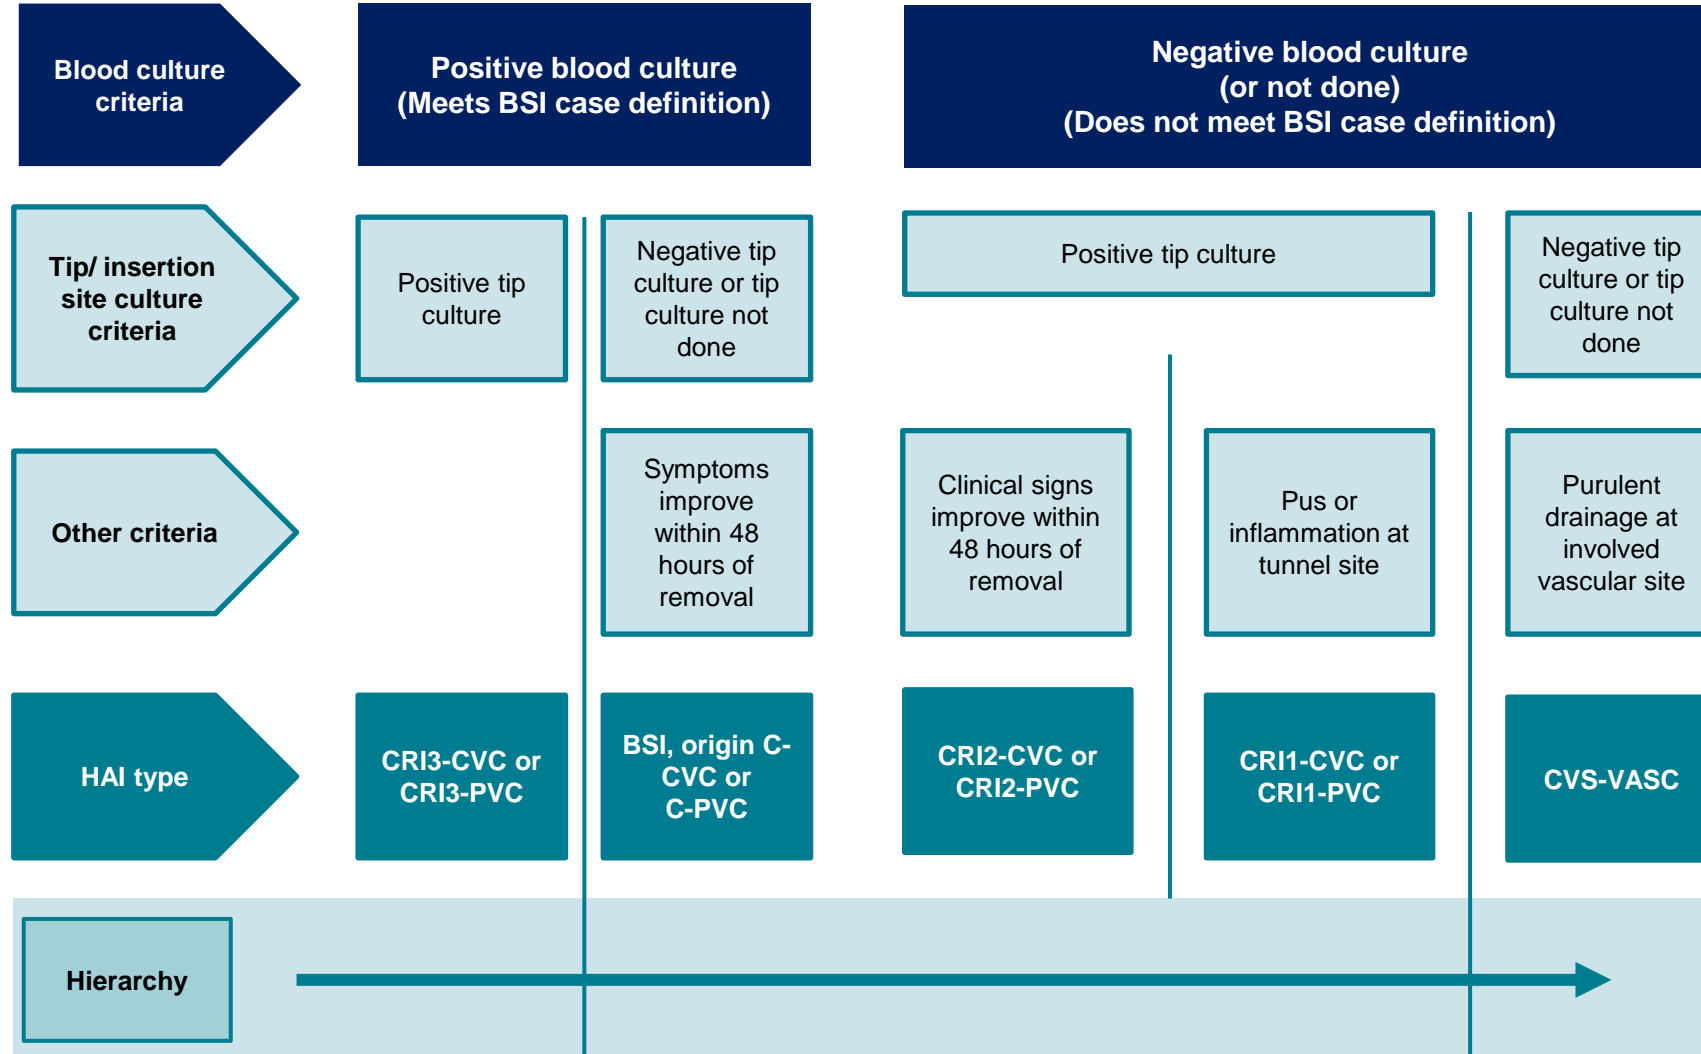 Blood culture
criteria
Positive blood culture
(Meets BSI case definition)
Negative blood culture
(or not done)
(Does not meet BSI case definition)
Tip/ insertion
site culture
criteria
Positive tip
culture
Negative tip
culture or tip
culture not
done
Positive tip culture
Negative tip
culture or tip
culture not
done
Other criteria
Symptoms
improve
within 48
hours of
removal
Clinical signs
improve within
48 hours of
removal
Pus or
inflammation at
tunnel site
Purulent
drainage at
involved
vascular site
HAI type
CRI3-CVC or
CRI3-PVC
BSI, origin C-
CVC or
C-PVC
CRI2-CVC or
CRI2-PVC
CRI1-CVC or
CRI1-PVC
CVS-VASC
Hierarchy